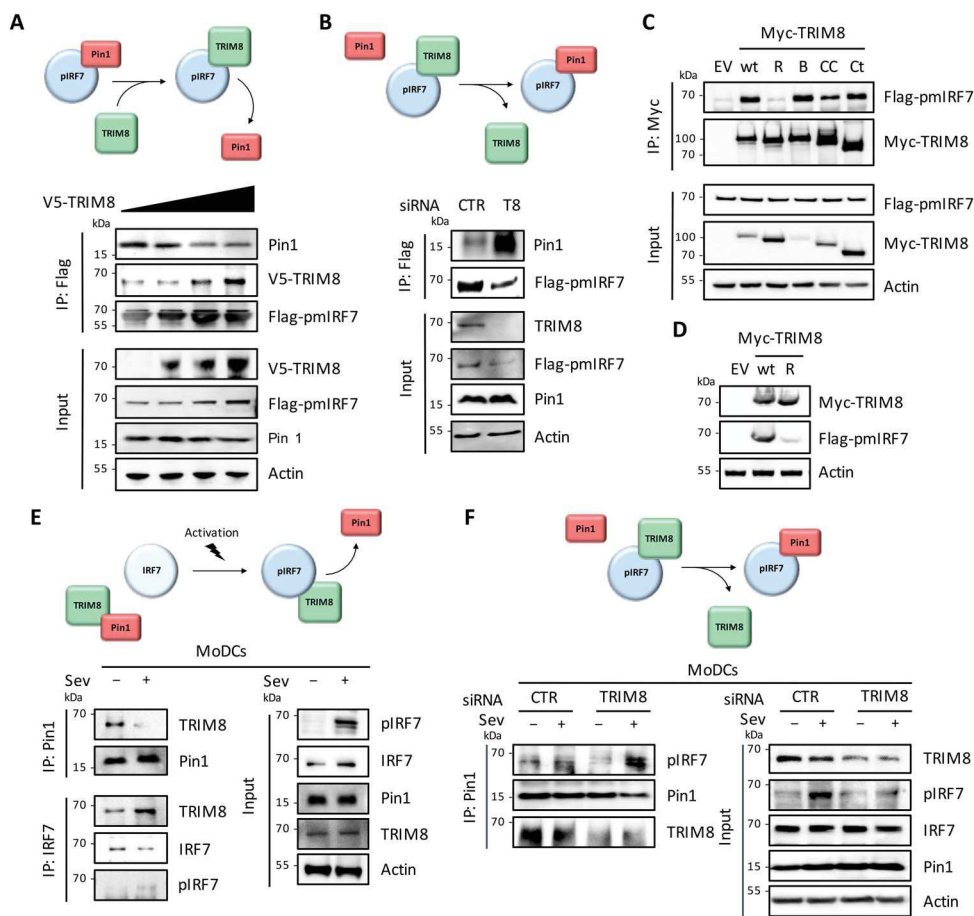 A
Pin1
pIRF7
TRIM8
pIRF7
TRIM8
Pin1
V5-TRIM8
kDa
IP: Flag
15
Pin1
70
V5-TRIM8
70
55
Flag-pmIRF7
Input
70
V5-TRIM8
70
Flag-pmIRF7
15
Pin 1
55
Actin
B
Pin1
TRIM8
pIRF7
Pin1
pIRF7
TRIM8
siRNA CTR T8
kDa
IP: Flag
15
Pin1
70
Flag-pmIRF7
Input
70
TRIM8
70
Flag-pmIRF7
15
Pin1
55
Actin
C
Myc-TRIM8
kDa
EV wt R B CC Ct
IP: Myc
70
Flag-pmIRF7
100
70
Myc-TRIM8
Input
70
Flag-pmIRF7
100
70
Myc-TRIM8
55
Actin
D
Myc-TRIM8
EV wt R
kDa
70
Myc-TRIM8
70
Flag-pmIRF7
55
Actin
E
Activation
IRF7
pIRF7
TRIM8
Pin1
TRIM8
Pin1
MoDCs
Sev – +
kDa
IP: Pin1
70
TRIM8
15
Pin1
IP: IRF7
70
TRIM8
70
IRF7
70
pIRF7
Sev – +
kDa
Input
70
pIRF7
70
IRF7
15
Pin1
70
TRIM8
55
Actin
F
Pin1
TRIM8
pIRF7
Pin1
pIRF7
TRIM8
MoDCs
siRNA CTR TRIM8
Sev – + – +
kDa
IP: Pin1
70
pIRF7
15
Pin1
70
TRIM8
siRNA CTR TRIM8
Sev – + – +
kDa
Input
70
TRIM8
70
pIRF7
70
IRF7
15
Pin1
55
Actin